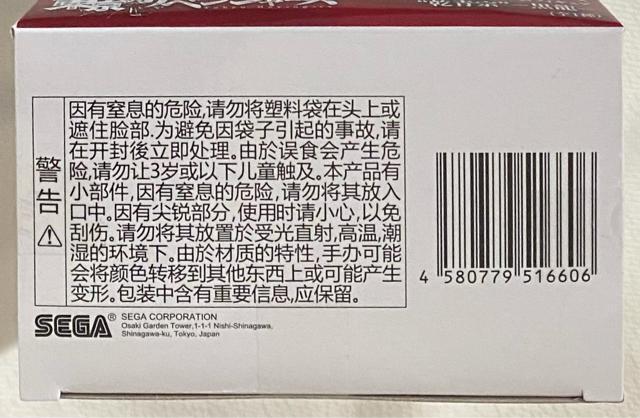 因有窒息的危险,请勿将塑料袋在头上或
遮住脸部.为避免因袋子引起的事故,请
在开封後立即处理。由於误食会产生危
险,请勿让3岁或以下儿童触及。本产品有
小部件,因有窒息的危险,请勿将其放入
口中。因有尖锐部分,使用时请小心,以免
刮伤。请勿将其放置於受光直射,高温,潮
湿的环境下。由於材质的特性,手办可能
会将颜色转移到其他东西上或可能产生
变形。包装中含有重要信息,应保留。
警告
4 580779 516606
SEGA®
SEGA CORPORATION
Osaki Garden Tower,1-1-1 Nishi-Shinagawa,
Shinagawa-ku, Tokyo, Japan